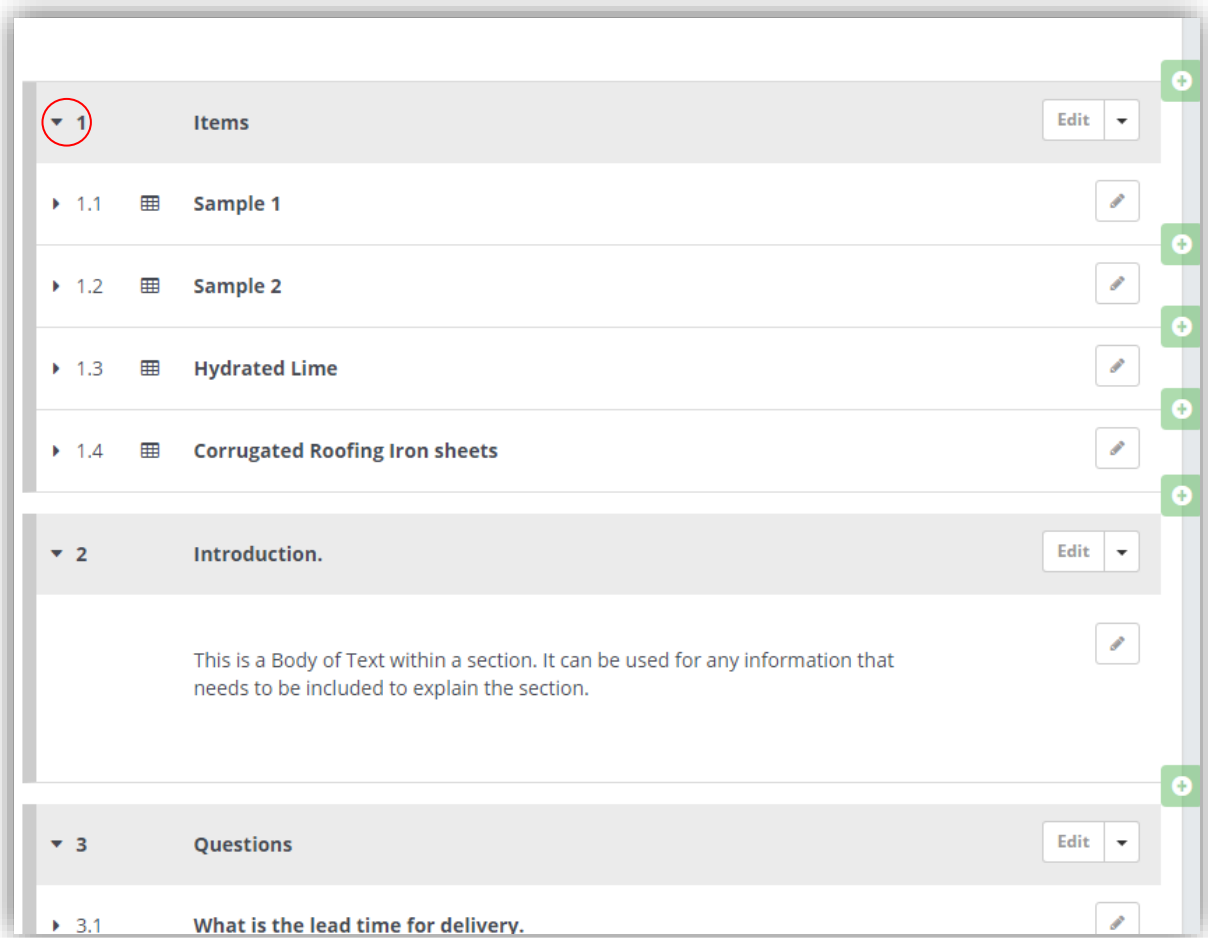 1 Items Edit
1.1 Sample 1
1.2 Sample 2
1.3 Hydrated Lime
1.4 Corrugated Roofing Iron sheets
2 Introduction. Edit
This is a Body of Text within a section. It can be used for any information that
needs to be included to explain the section.
3 Questions Edit
3.1 What is the lead time for delivery.